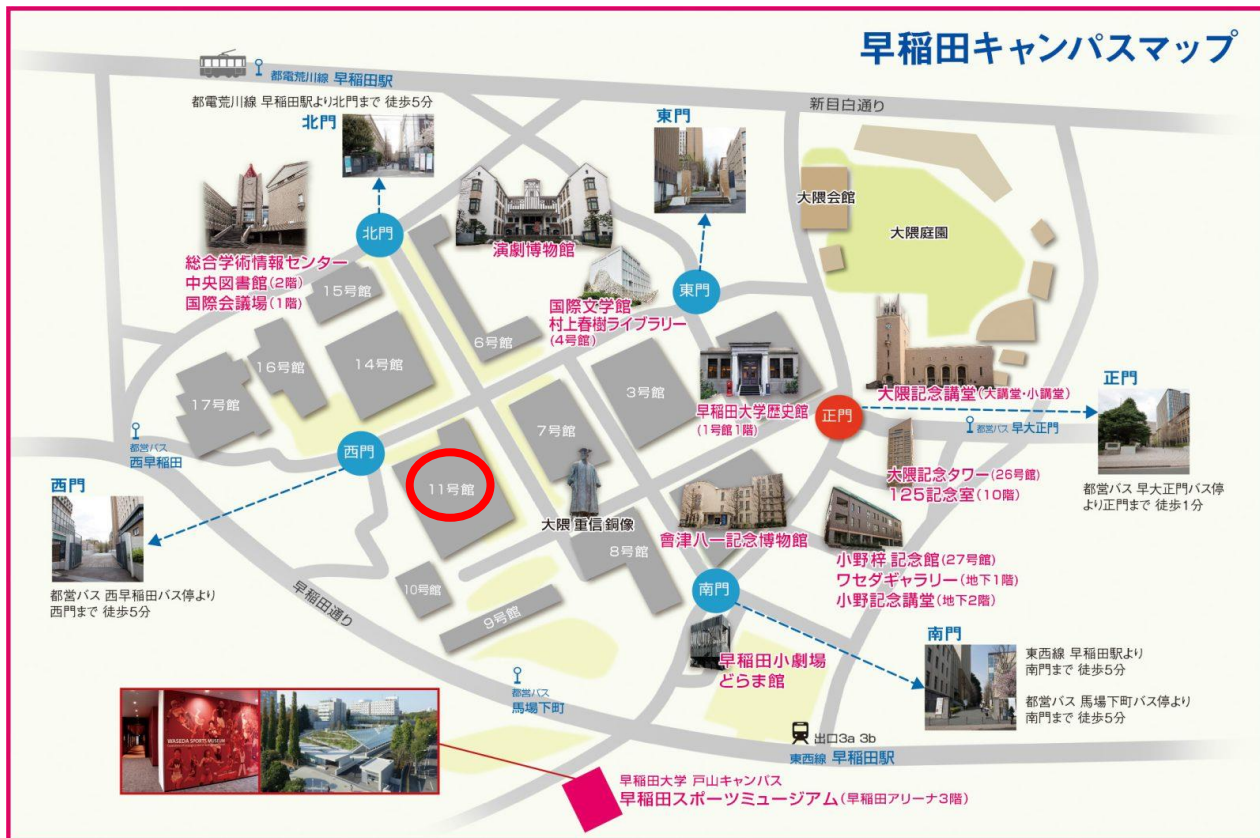 早稲田キャンパスマップ
都電荒川線 早稲田駅
都電荒川線 早稲田駅より北門まで 徒歩5分
北門
東門
新目白通り
大隈会館
大隈庭園
北門
演劇博物館
総合学術情報センター
中央図書館(2階)
国際会議場(1階)
15号館
東門
国際文学館
村上春樹ライブラリー
(4号館)
6号館
16号館
14号館
3号館
17号館
早稲田大学歴史館
(1号館1階)
正門
大隈記念講堂(大講堂・小講堂)
正門
都営バス 早大正門
都営バス
西早稲田
西門
7号館
西門
11号館
大隈記念タワー(26号館)
125記念室(10階)
都営バス 早大正門バス停
より正門まで 徒歩1分
大隈 重信 銅像
會津八一記念博物館
8号館
小野梓 記念館(27号館)
ワセダギャラリー(地下1階)
小野記念講堂(地下2階)
都営バス 西早稲田バス停より
西門まで 徒歩5分
10号館
早稲田通り
9号館
南門
南門
早稲田小劇場
どらま館
東西線 早稲田駅より
南門まで 徒歩5分
都営バス 馬場下町バス停より
南門まで 徒歩5分
都営バス
馬場下町
WASEDA SPORTS MUSEUM
出口3a 3b
東西線 早稲田駅
早稲田大学 戸山キャンパス
早稲田スポーツミュージアム(早稲田アリーナ3階)